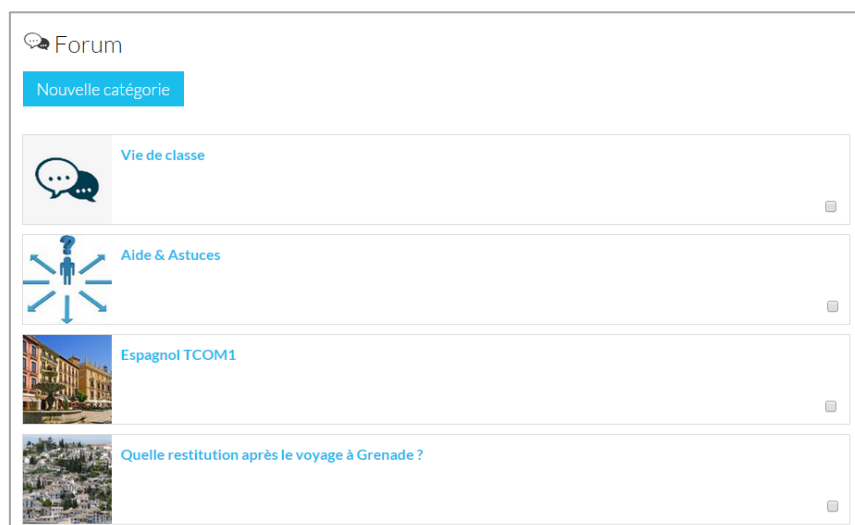 Forum
Nouvelle catégorie
Vie de classe
Aide & Astuces
Espagnol TCOM1
Quelle restitution après le voyage à Grenade ?